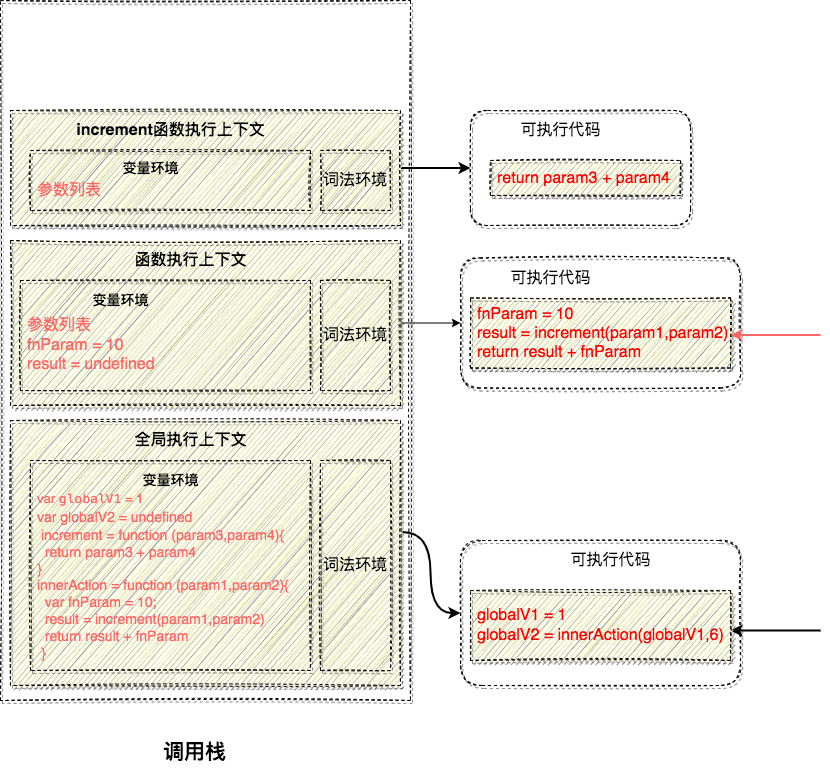 increment函数执行上下文
变量环境
参数列表
词法环境
可执行代码
return param3 + param4
函数执行上下文
变量环境
参数列表
fnParam = 10
result = undefined
词法环境
可执行代码
fnParam = 10
result = increment(param1,param2)
return result + fnParam
全局执行上下文
变量环境
var globalV1 = 1
var globalV2 = undefined
increment = function (param3,param4){
return param3 + param4
}
innerAction = function (param1,param2){
var fnParam = 10;
result = increment(param1,param2)
return result + fnParam
}
词法环境
可执行代码
globalV1 = 1
globalV2 = innerAction(globalV1,6)
调用栈